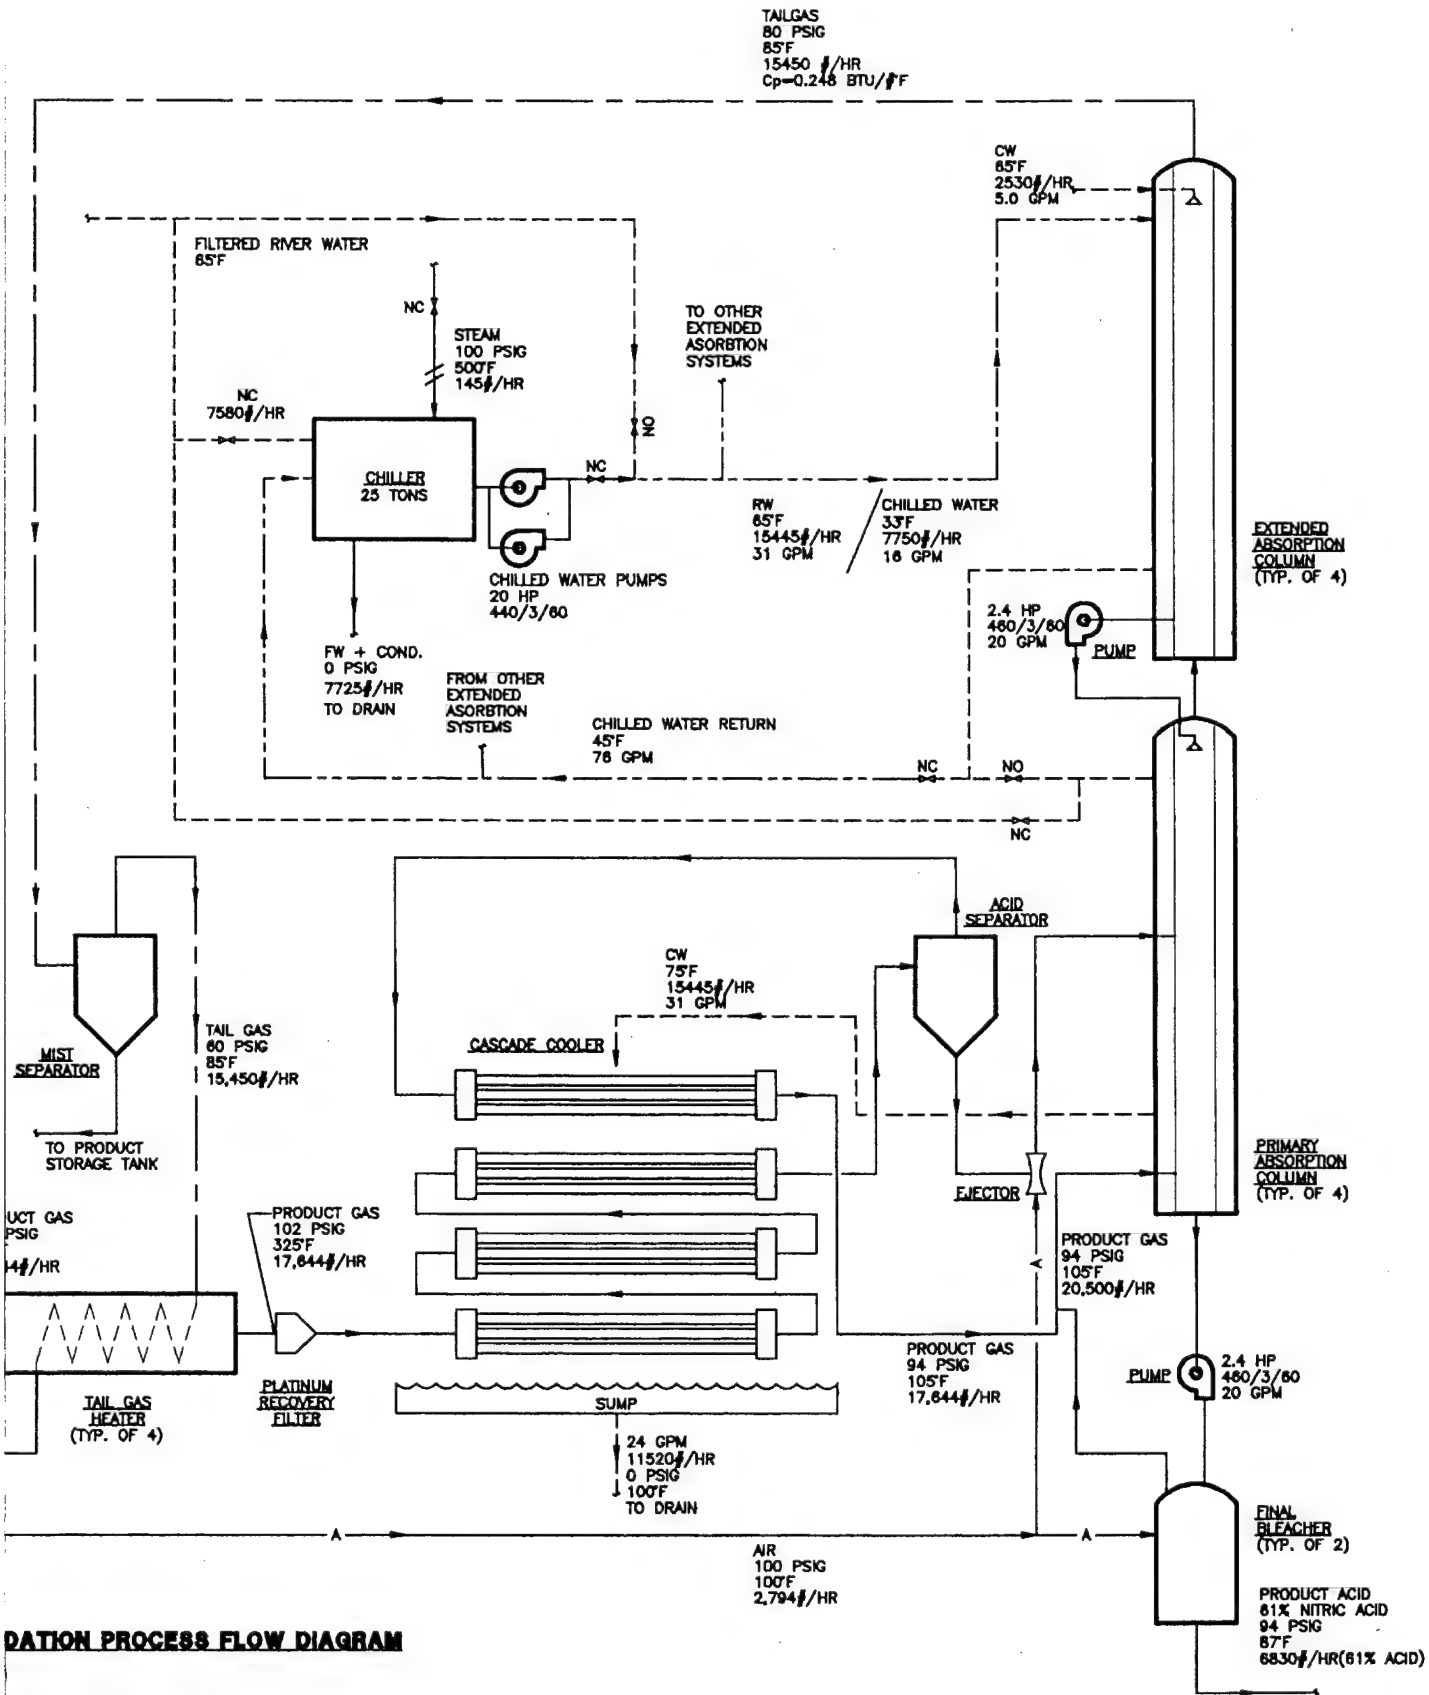 TAILGAS
80 PSIG
85°F
15450 #/HR
Cp=0.248 BTU/#°F
CW
65°F
2530#/HR
5.0 GPM
FILTERED RIVER WATER
65°F
NC
STEAM
100 PSIG
500°F
145#/HR
TO OTHER
EXTENDED
ASORBTION
SYSTEMS
NC
7580#/HR
NO
CHILLER
25 TONS
NC
RW
65°F
15445#/HR
31 GPM
CHILLED WATER
33°F
7750#/HR
16 GPM
EXTENDED
ABSORPTION
COLUMN
(TYP. OF 4)
CHILLED WATER PUMPS
20 HP
440/3/60
2.4 HP
460/3/60
20 GPM
PUMP
FW + COND.
0 PSIG
7725#/HR
TO DRAIN
FROM OTHER
EXTENDED
ASORBTION
SYSTEMS
CHILLED WATER RETURN
45°F
76 GPM
NC
NO
NC
ACID
SEPARATOR
CW
75°F
15445#/HR
31 GPM
CASCADE COOLER
MIST
SEPARATOR
TAIL GAS
60 PSIG
85°F
15,450#/HR
TO PRODUCT
STORAGE TANK
EJECTOR
PRIMARY
ABSORPTION
COLUMN
(TYP. OF 4)
UCT GAS
PSIG
4#/HR
PRODUCT GAS
102 PSIG
325°F
17,644#/HR
PRODUCT GAS
94 PSIG
105°F
20,500#/HR
A
PRODUCT GAS
94 PSIG
105°F
17,644#/HR
PUMP
2.4 HP
460/3/60
20 GPM
TAIL GAS
HEATER
(TYP. OF 4)
PLATINUM
RECOVERY
FILTER
SUMP
24 GPM
11520#/HR
0 PSIG
100°F
TO DRAIN
A
A
AIR
100 PSIG
100°F
2,794#/HR
FINAL
BLEACHER
(TYP. OF 2)
PRODUCT ACID
61% NITRIC ACID
94 PSIG
87°F
6830#/HR(61% ACID)
DATION PROCESS FLOW DIAGRAM